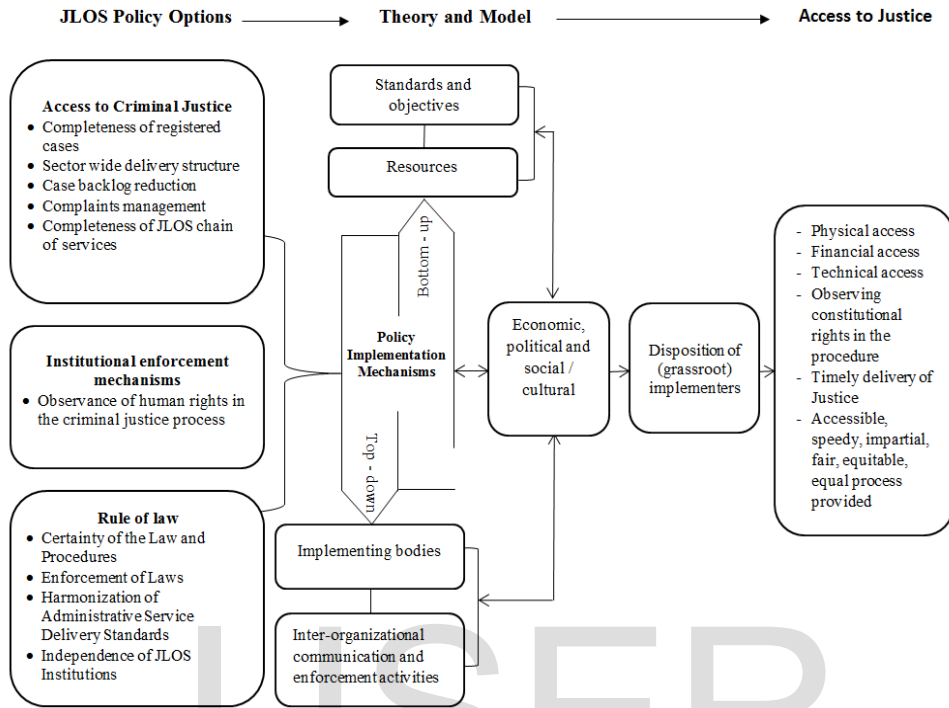 JLOS Policy Options
Theory and Model
Access to Justice
Access to Criminal Justice
• Completeness of registered
cases
• Sector wide delivery structure
• Case backlog reduction
• Complaints management
• Completeness of JLOS chain
of services
Institutional enforcement
mechanisms
• Observance of human rights in
the criminal justice process
Rule of law
• Certainty of the Law and
Procedures
• Enforcement of Laws
• Harmonization of
Administrative Service
Delivery Standards
• Independence of JLOS
Institutions
Standards and
objectives
Resources
Bottom - up
Policy
Implementation
Mechanisms
Top - down
Implementing bodies
Inter-organizational
communication and
enforcement activities
Economic,
political and
social /
cultural
Disposition of
(grassroot)
implementers
- Physical access
- Financial access
- Technical access
- Observing
constitutional
rights in the
procedure
- Timely delivery of
Justice
- Accessible,
speedy, impartial,
fair, equitable,
equal process
provided